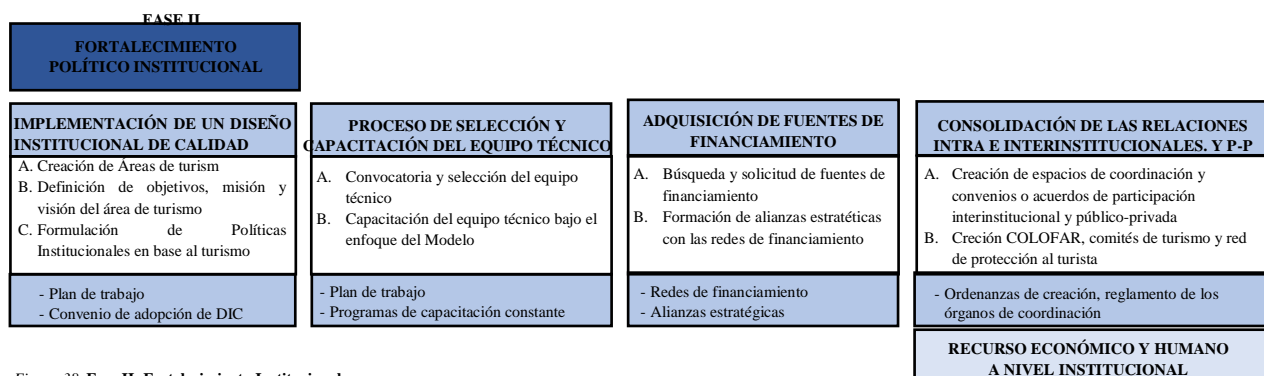 FASE II
FORTALECIMIENTO
POLÍTICO INSTITUCIONAL
IMPLEMENTACIÓN DE UN DISEÑO
INSTITUCIONAL DE CALIDAD
A. Creación de Áreas de turism
B. Definición de objetivos, misión y
visión del área de turismo
C. Formulación de Políticas
Institucionales en base al turismo
- Plan de trabajo
- Convenio de adopción de DIC
PROCESO DE SELECCIÓN Y
CAPACITACIÓN DEL EQUIPO TÉCNICO
A. Convocatoria y selección del equipo
técnico
B. Capacitación del equipo técnico bajo el
enfoque del Modelo
- Plan de trabajo
- Programas de capacitación constante
ADQUISICIÓN DE FUENTES DE
FINANCIAMIENTO
A. Búsqueda y solicitud de fuentes de
financiamiento
B. Formación de alianzas estratéticas
con las redes de financiamiento
- Redes de financiamiento
- Alianzas estratégicas
CONSOLIDACIÓN DE LAS RELACIONES
INTRA E INTERINSTITUCIONALES. Y P-P
A. Creación de espacios de coordinación y
convenios o acuerdos de participación
interinstitucional y público-privada
B. Creción COLOFAR, comités de turismo y red
de protección al turista
- Ordenanzas de creación, reglamento de los
órganos de coordinación
RECURSO ECONÓMICO Y HUMANO
A NIVEL INSTITUCIONAL